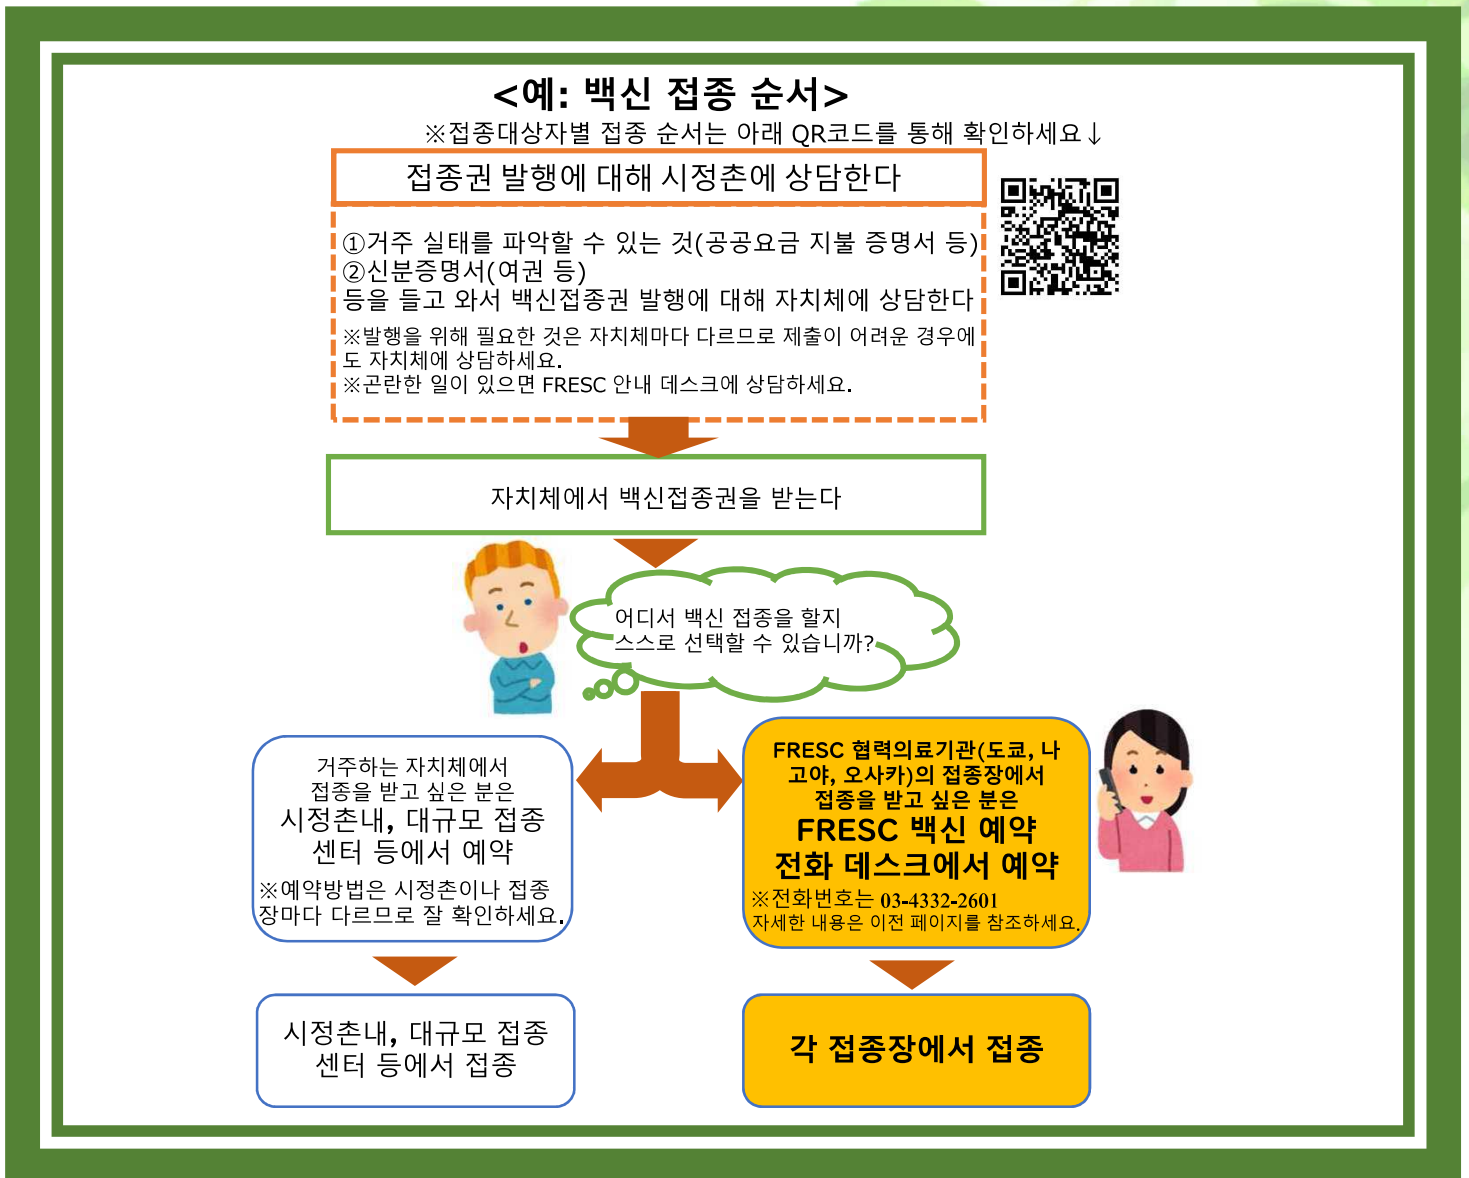 <예: 백신 접종 순서>
※접종대상자별 접종 순서는 아래 QR코드를 통해 확인하세요↓
접종권 발행에 대해 시정촌에 상담한다
①거주 실태를 파악할 수 있는 것(공공요금 지불 증명서 등)
②신분증명서(여권 등)
등을 들고 와서 백신접종권 발행에 대해 자치체에 상담한다
※발행을 위해 필요한 것은 자치체마다 다르므로 제출이 어려운 경우에
도 자치체에 상담하세요.
※곤란한 일이 있으면 FRESC 안내 데스크에 상담하세요.
자치체에서 백신접종권을 받는다
어디서 백신 접종을 할지
스스로 선택할 수 있습니까?
거주하는 자치체에서
접종을 받고 싶은 분은
시정촌내, 대규모 접종
센터 등에서 예약
※예약방법은 시정촌이나 접종
장마다 다르므로 잘 확인하세요.
FRESC 협력의료기관(도쿄, 나
고야, 오사카)의 접종장에서
접종을 받고 싶은 분은
FRESC 백신 예약
전화 데스크에서 예약
※전화번호는 03-4332-2601
자세한 내용은 이전 페이지를 참조하세요.
시정촌내, 대규모 접종
센터 등에서 접종
각 접종장에서 접종